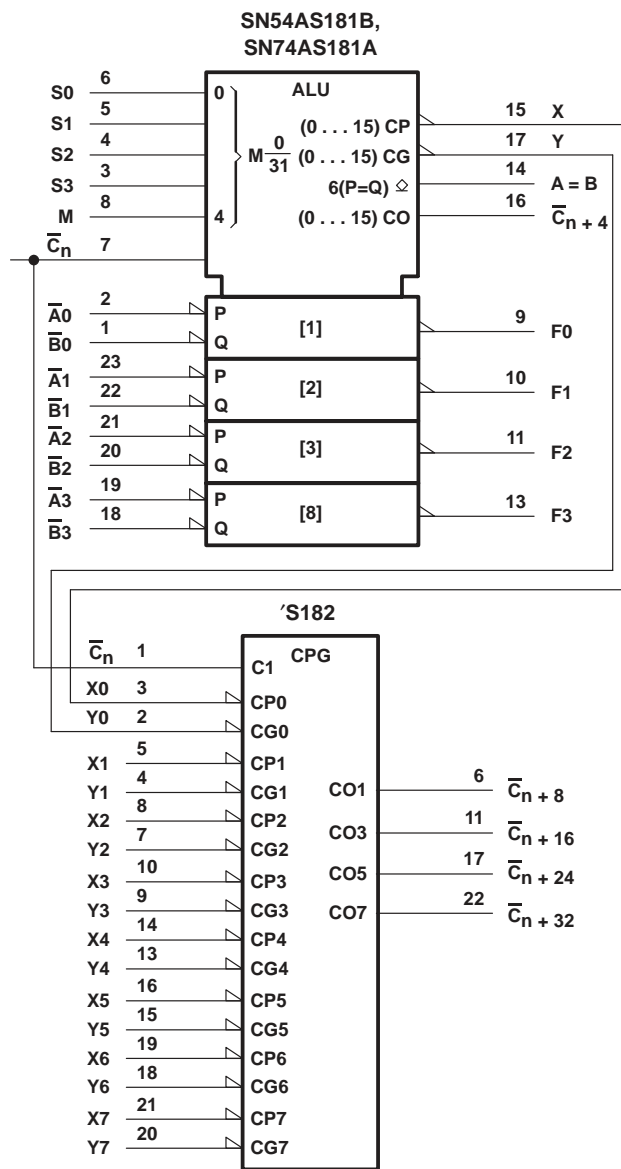 SN54AS181B,
SN74AS181A
ALU
S0 6 0
S1 5
S2 4
S3 3
M 8 4
C̅n 7
M 0/31
(0 . . . 15) CP 15 X
(0 . . . 15) CG 17 Y
6(P=Q) 14 A = B
(0 . . . 15) CO 16 C̅n + 4
A̅0 2 P
B̅0 1 Q
[1] 9 F0
A̅1 23 P
B̅1 22 Q
[2] 10 F1
A̅2 21 P
B̅2 20 Q
[3] 11 F2
A̅3 19 P
B̅3 18 Q
[8] 13 F3
′S182
CPG
C̅n 1 C1
X0 3 CP0
Y0 2 CG0
X1 5 CP1
Y1 4 CG1
X2 8 CP2
Y2 7 CG2
X3 10 CP3
Y3 9 CG3
X4 14 CP4
Y4 13 CG4
X5 16 CP5
Y5 15 CG5
X6 19 CP6
Y6 18 CG6
X7 21 CP7
Y7 20 CG7
CO1 6 C̅n + 8
CO3 11 C̅n + 16
CO5 17 C̅n + 24
CO7 22 C̅n + 32